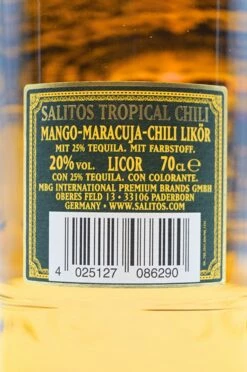 SALITOS TROPICAL CHILI
MANGO-MARACUJA-CHILI LIKÖR
MIT 25% TEQUILA. MIT FARBSTOFF.
20% VOL. LICOR 70CL ℮
CON 25% TEQUILA. CON COLORANTE.
MBG INTERNATIONAL PREMIUM BRANDS GMBH
OBERES FELD 13 • 33106 PADERBORN
GERMANY • WWW.SALITOS.COM
4 025127 086290